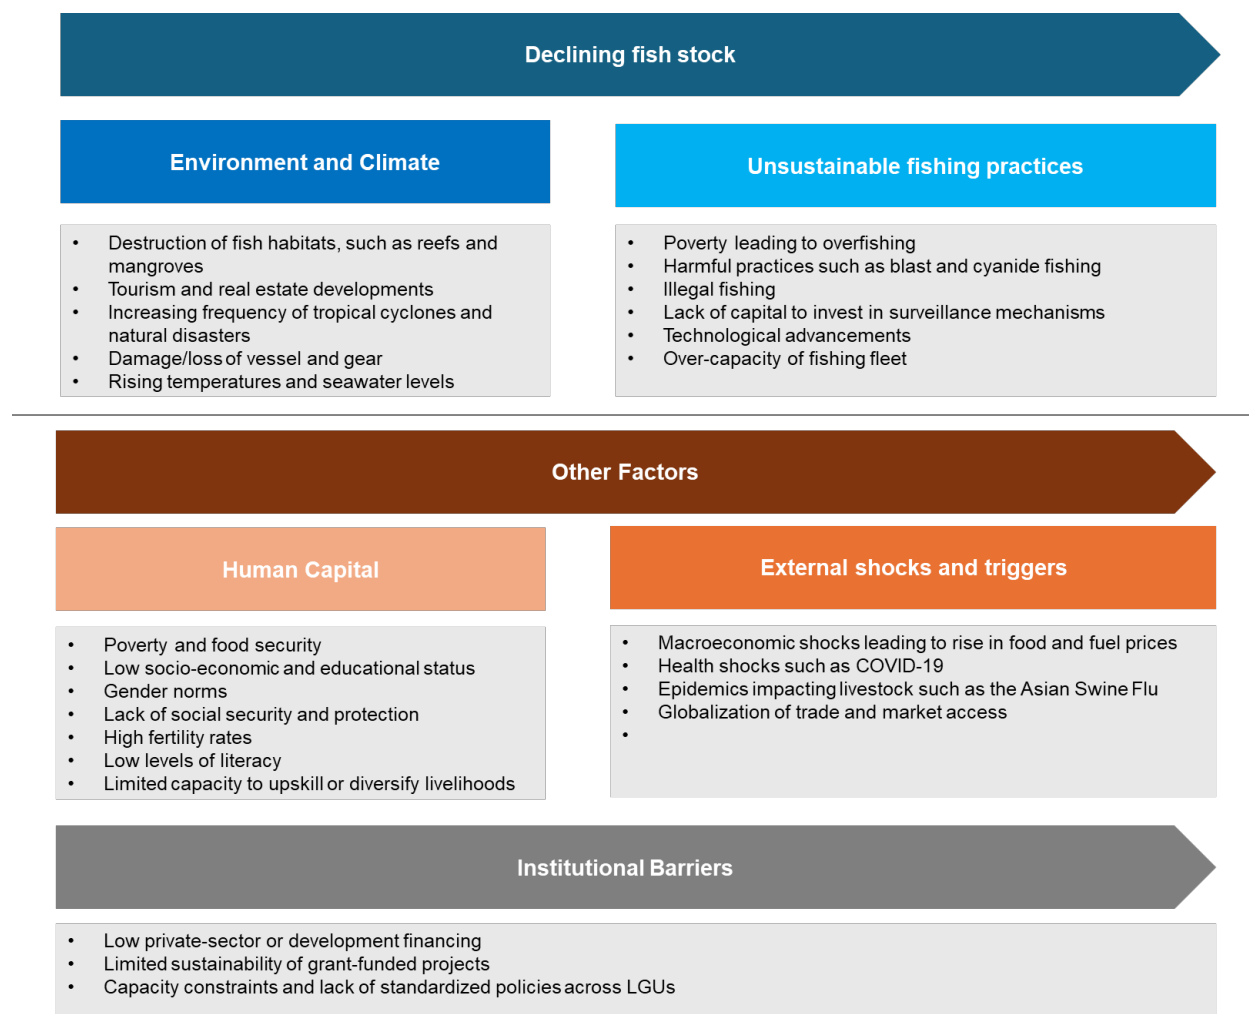 Declining fish stock
Environment and Climate
• Destruction of fish habitats, such as reefs and
mangroves
• Tourism and real estate developments
• Increasing frequency of tropical cyclones and
natural disasters
• Damage/loss of vessel and gear
• Rising temperatures and seawater levels
Unsustainable fishing practices
• Poverty leading to overfishing
• Harmful practices such as blast and cyanide fishing
• Illegal fishing
• Lack of capital to invest in surveillance mechanisms
• Technological advancements
• Over-capacity of fishing fleet
Other Factors
Human Capital
• Poverty and food security
• Low socio-economic and educational status
• Gender norms
• Lack of social security and protection
• High fertility rates
• Low levels of literacy
• Limited capacity to upskill or diversify livelihoods
External shocks and triggers
• Macroeconomic shocks leading to rise in food and fuel prices
• Health shocks such as COVID-19
• Epidemics impacting livestock such as the Asian Swine Flu
• Globalization of trade and market access
•
Institutional Barriers
• Low private-sector or development financing
• Limited sustainability of grant-funded projects
• Capacity constraints and lack of standardized policies across LGUs